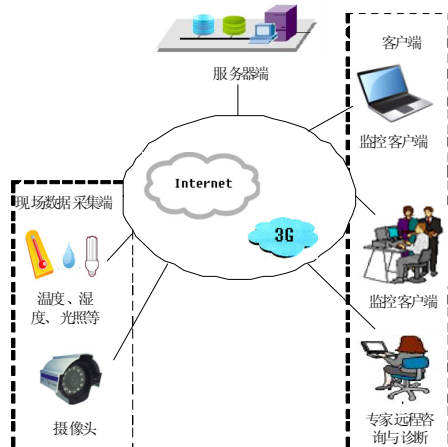 服务器端
客户端
监控客户端
Internet
3G
现场数据采集端
温度、湿
度、光照等
监控客户端
摄像头
专家远程咨
询与诊断